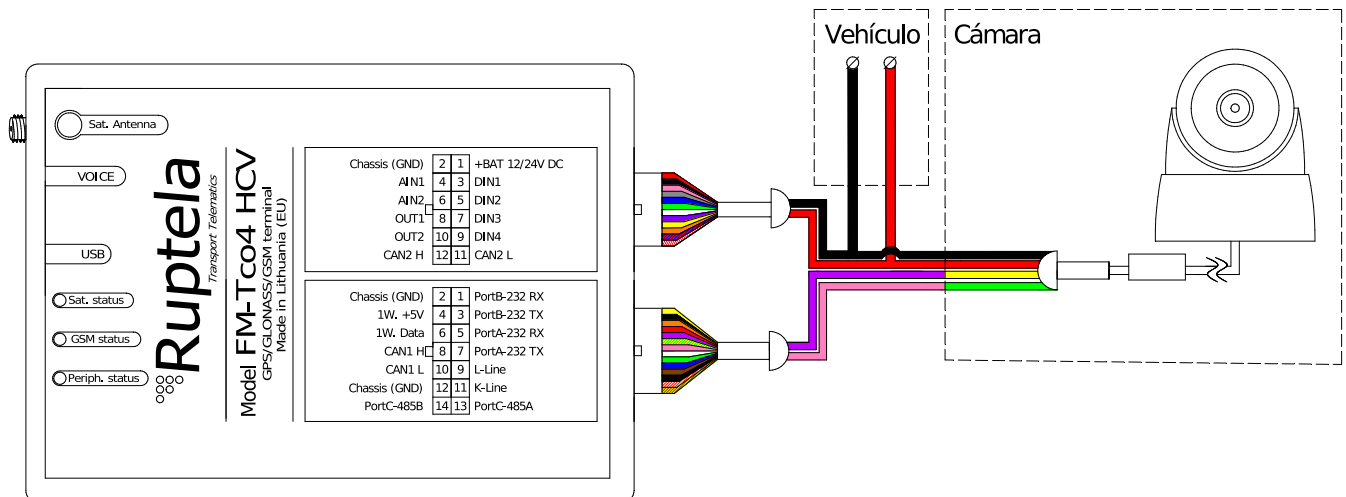 Vehículo
Cámara
Sat. Antenna
VOICE
USB
Sat. status
GSM status
Periph. status
Ruptela
Transport Telematics
Model FM-Tco4 HCV
GPS/GLONASS/GSM terminal
Made in Lithuania (EU)
Chassis (GND) 2 1 +BAT 12/24V DC
AIN1 4 3 DIN1
AIN2 6 5 DIN2
OUT1 8 7 DIN3
OUT2 10 9 DIN4
CAN2 H 12 11 CAN2 L
Chassis (GND) 2 1 PortB-232 RX
1W. +5V 4 3 PortB-232 TX
1W. Data 6 5 PortA-232 RX
CAN1 H 8 7 PortA-232 TX
CAN1 L 10 9 L-Line
Chassis (GND) 12 11 K-Line
PortC-485B 14 13 PortC-485A